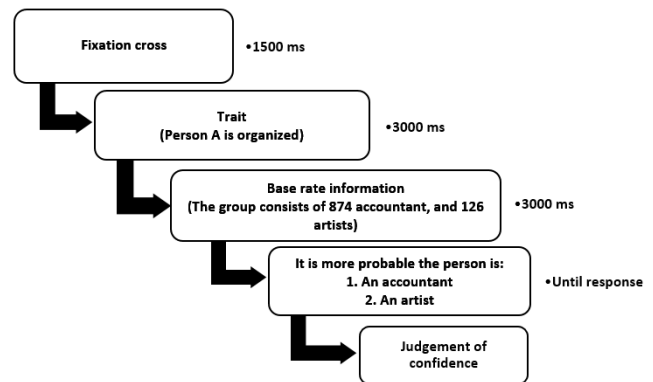 Fixation cross
•1500 ms
Trait
(Person A is organized)
•3000 ms
Base rate information
(The group consists of 874 accountant, and 126
artists)
•3000 ms
It is more probable the person is:
1. An accountant
2. An artist
•Until response
Judgement of
confidence